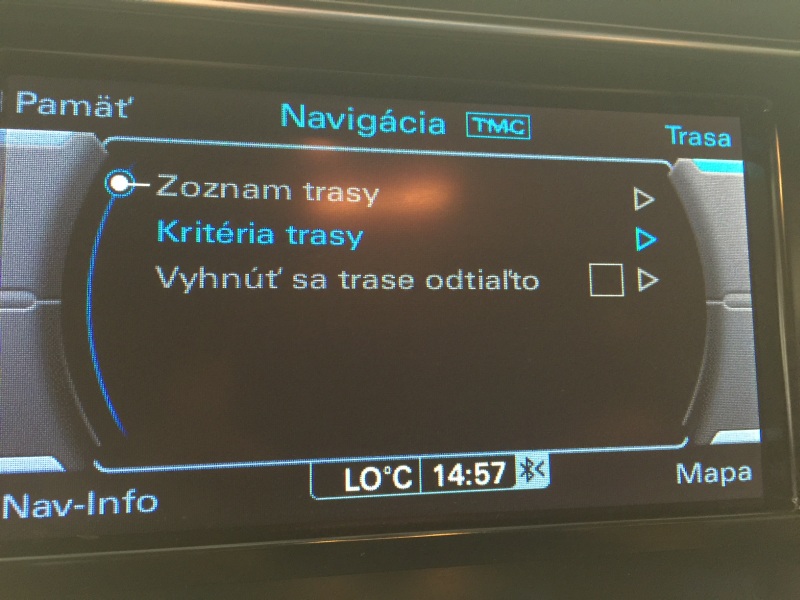 Pamäť
Navigácia TMC
Trasa
Zoznam trasy
Kritéria trasy
Vyhnúť sa trase odtiaľto
LO°C 14:57
Nav-Info
Mapa